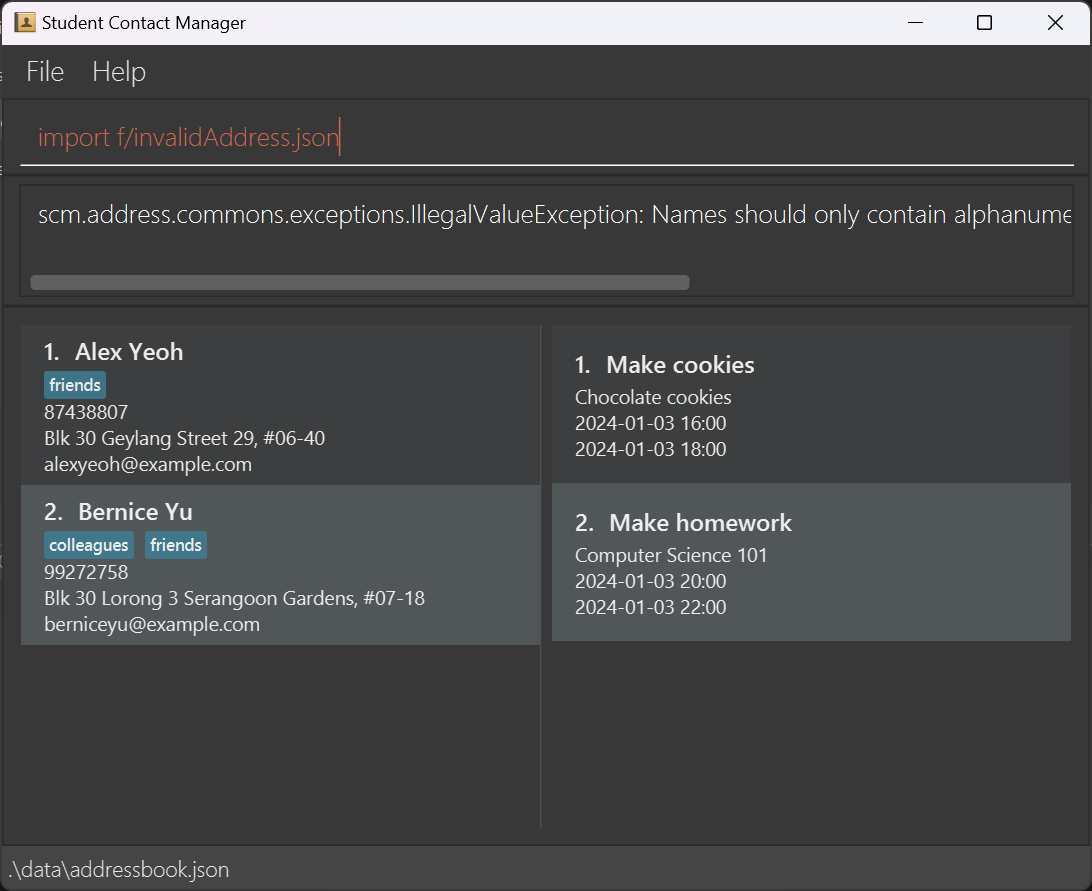 Student Contact Manager
File Help
import f/invalidAddress.json
scm.address.commons.exceptions.IllegalValueException: Names should only contain alphanume
1. Alex Yeoh
friends
87438807
Blk 30 Geylang Street 29, #06-40
alexyeoh@example.com
2. Bernice Yu
colleagues friends
99272758
Blk 30 Lorong 3 Serangoon Gardens, #07-18
berniceyu@example.com
1. Make cookies
Chocolate cookies
2024-01-03 16:00
2024-01-03 18:00
2. Make homework
Computer Science 101
2024-01-03 20:00
2024-01-03 22:00
.\data\addressbook.json